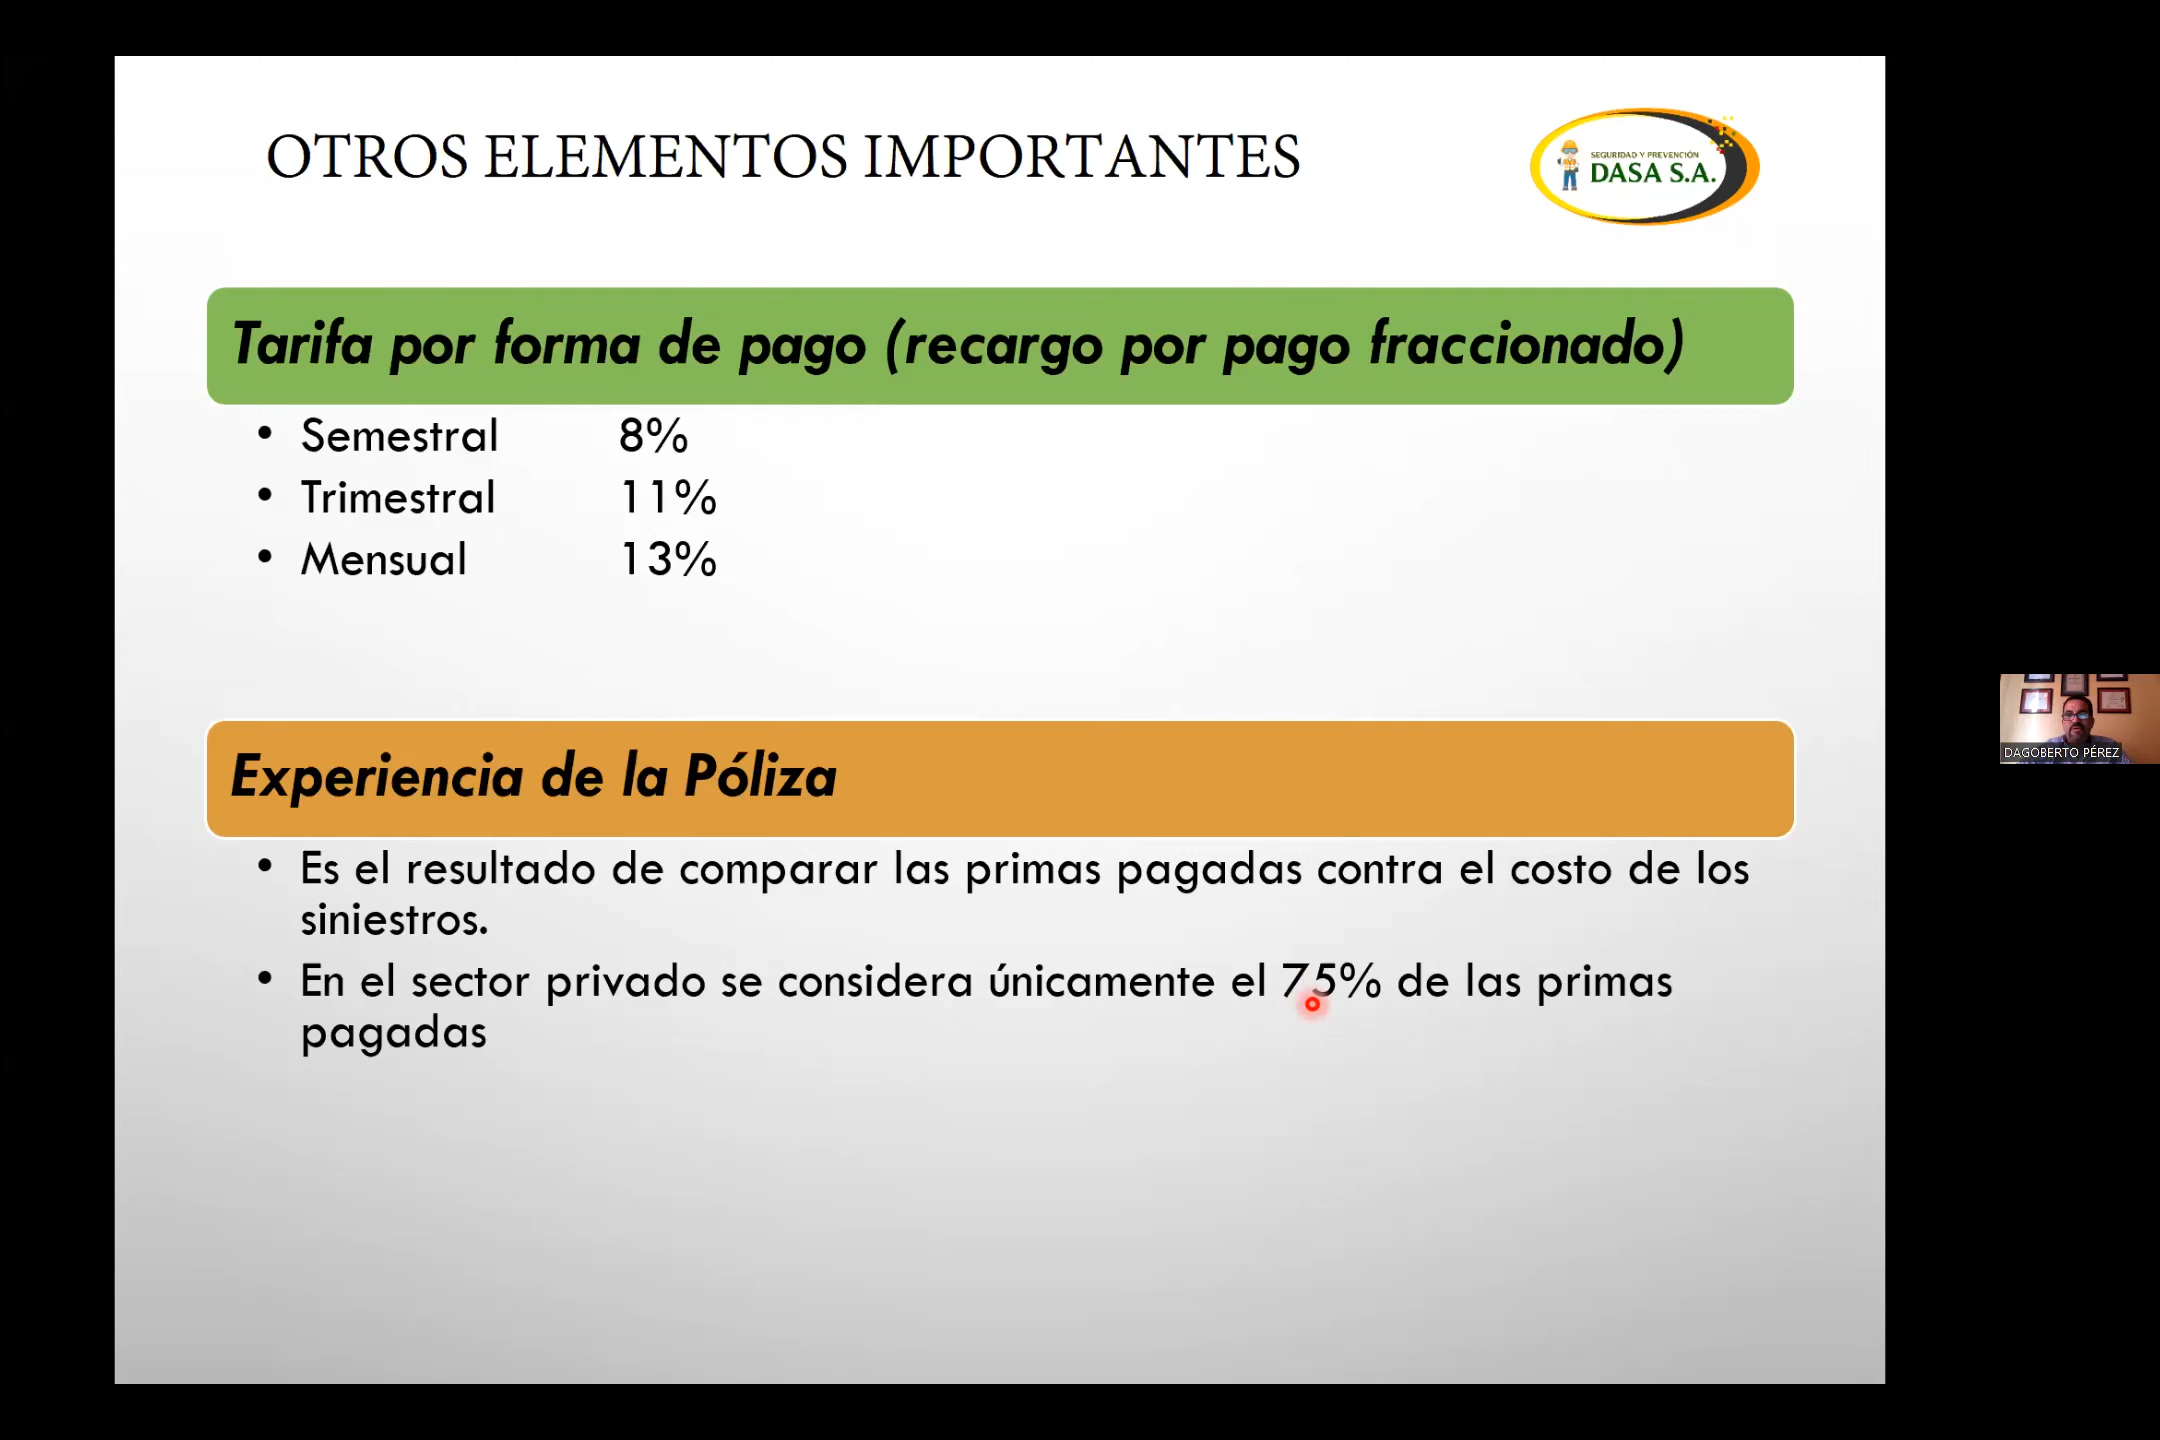 OTROS ELEMENTOS IMPORTANTES
SEGURIDAD Y PREVENCIÓN
DASA S.A.
Tarifa por forma de pago (recargo por pago fraccionado)
• Semestral 8%
• Trimestral 11%
• Mensual 13%
Experiencia de la Póliza
• Es el resultado de comparar las primas pagadas contra el costo de los
siniestros.
• En el sector privado se considera únicamente el 75% de las primas
pagadas
DAGOBERTO PÉREZ